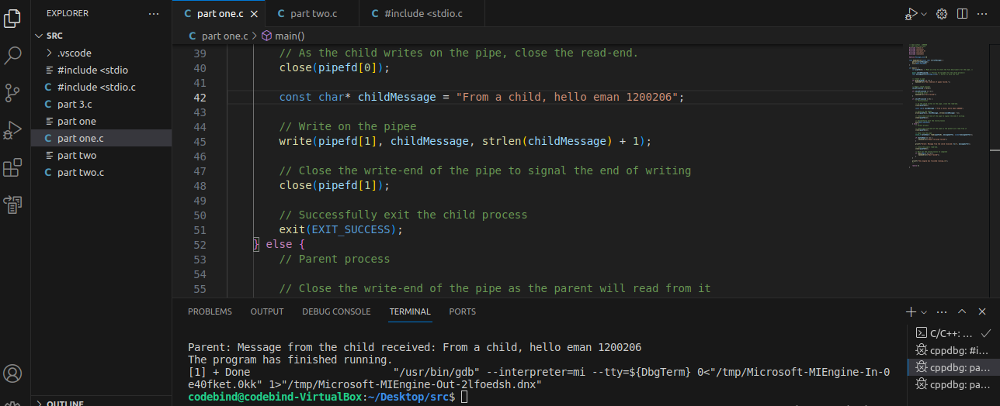 EXPLORER ...
SRC
.vscode
#include <stdio
#include <stdio.c
part 3.c
part one
part one.c
part two
part two.c
OUTLINE
part one.c
part two.c
#include <stdio.c
part one.c > main()
39 // As the child writes on the pipe, close the read-end.
40 close(pipefd[0]);
41
42 const char* childMessage = "From a child, hello eman 1200206";
43
44 // Write on the pipee
45 write(pipefd[1], childMessage, strlen(childMessage) + 1);
46
47 // Close the write-end of the pipe to signal the end of writing
48 close(pipefd[1]);
49
50 // Successfully exit the child process
51 exit(EXIT_SUCCESS);
52 } else {
53 // Parent process
54
55 // Close the write-end of the pipe as the parent will read from it
PROBLEMS OUTPUT DEBUG CONSOLE TERMINAL PORTS
Parent: Message from the child received: From a child, hello eman 1200206
The program has finished running.
[1] + Done "/usr/bin/gdb" --interpreter=mi --tty=${DbgTerm} 0<"/tmp/Microsoft-MIEngine-In-0
e40fket.0kk" 1>"/tmp/Microsoft-MIEngine-Out-2lfoedsh.dnx"
codebind@codebind-VirtualBox:~/Desktop/src$
C/C++: ...
cppdbg: #i...
cppdbg: pa...
cppdbg: pa...